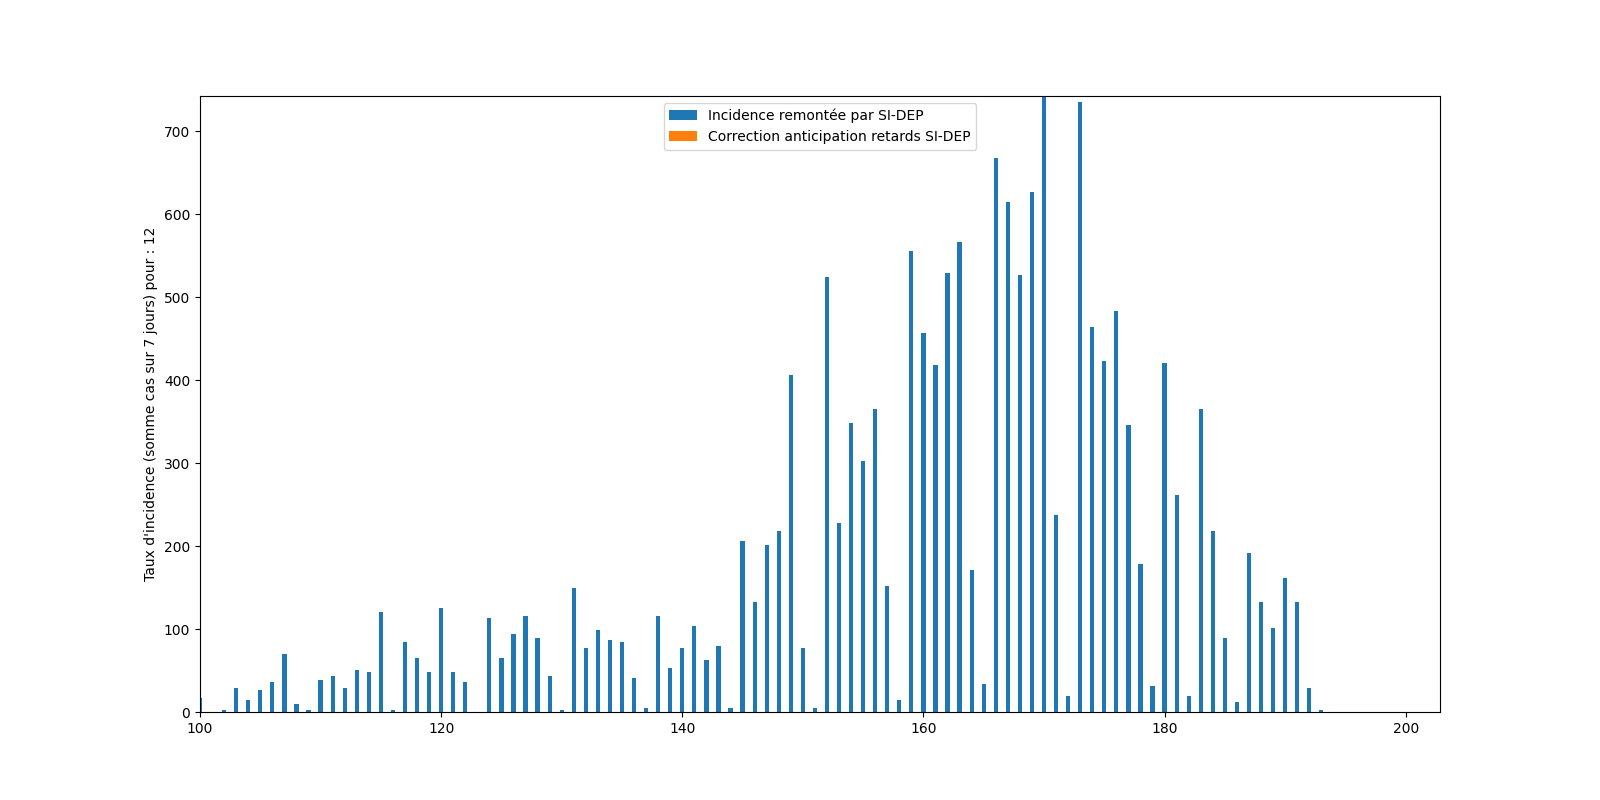 Incidence remontée par SI-DEP
Correction anticipation retards SI-DEP
Taux d'incidence (somme cas sur 7 jours) pour : 12
700
600
500
400
300
200
100
0
100 120 140 160 180 200